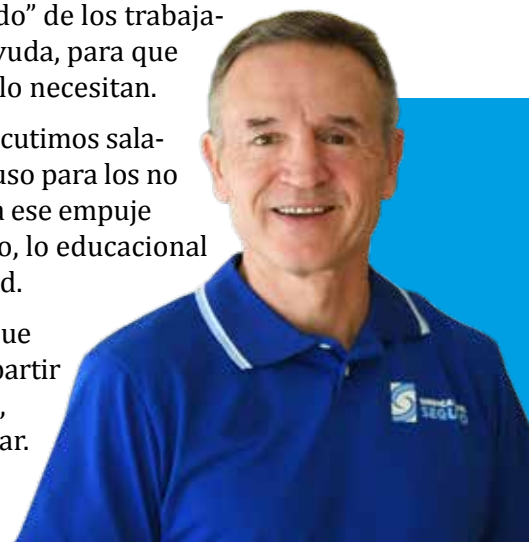 do” de los trabaja-
yuda, para que
lo necesitan.
cutimos sala-
uso para los no
a ese empuje
o, lo educacional
d.
ue
partir
,
ar.
SEGURO